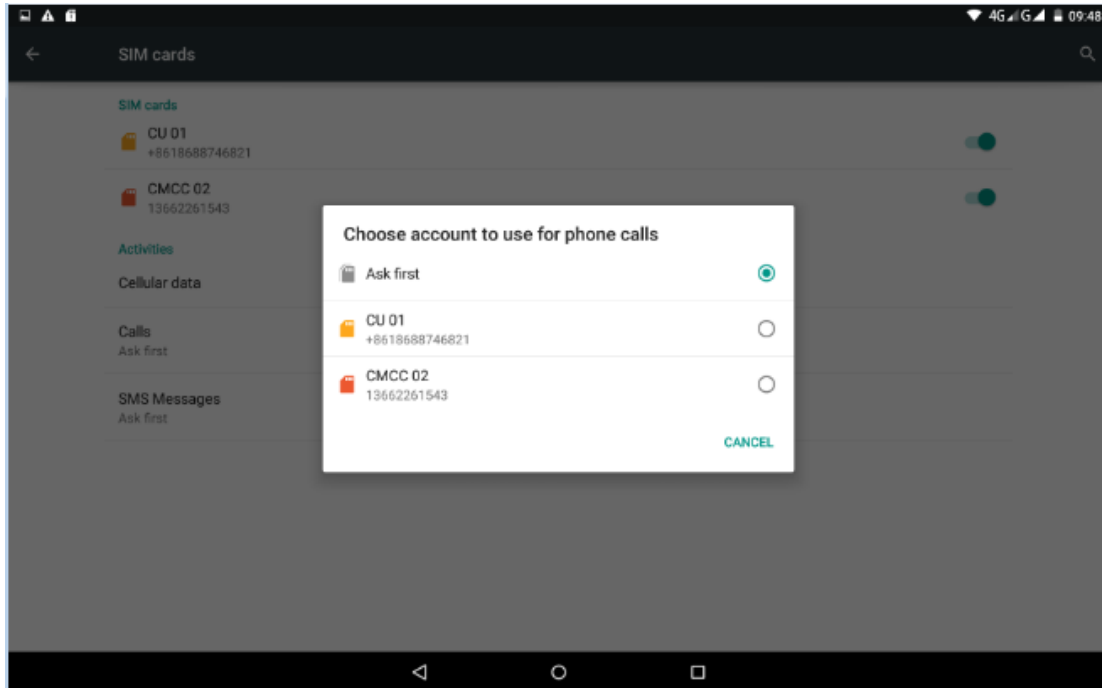 4G G 09:48
SIM cards
SIM cards
CU 01
+8618688746821
CMCC 02
13662261543
Activities
Cellular data
Calls
Ask first
SMS Messages
Ask first
Choose account to use for phone calls
Ask first
CU 01
+8618688746821
CMCC 02
13662261543
CANCEL